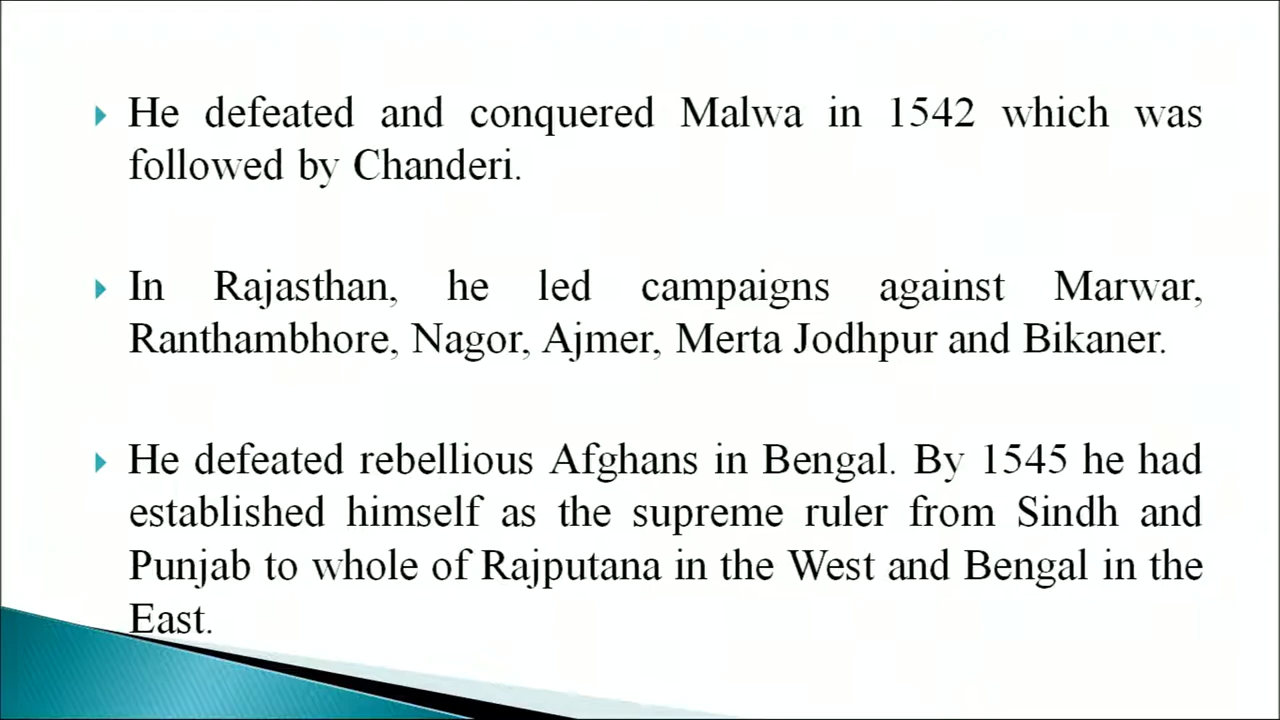 He defeated and conquered Malwa in 1542 which was
followed by Chanderi.
In Rajasthan, he led campaigns against Marwar,
Ranthambhore, Nagor, Ajmer, Merta Jodhpur and Bikaner.
He defeated rebellious Afghans in Bengal. By 1545 he had
established himself as the supreme ruler from Sindh and
Punjab to whole of Rajputana in the West and Bengal in the
East.